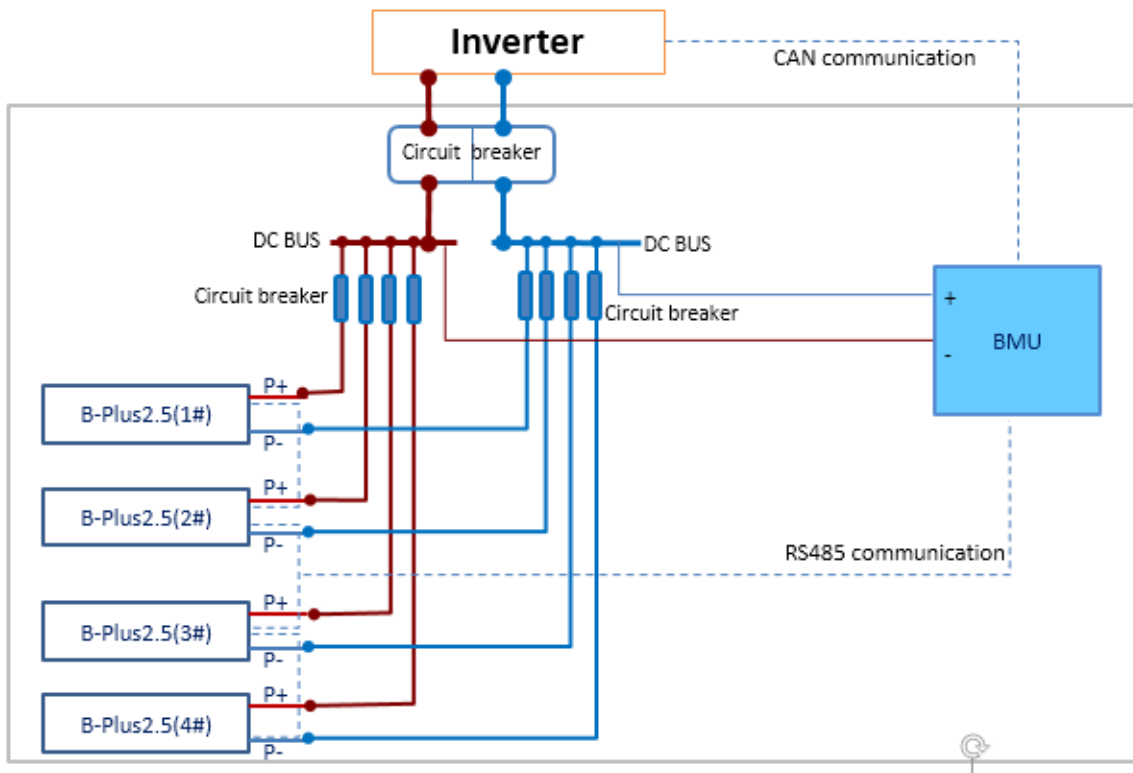 Inverter
CAN communication
Circuit breaker
DC BUS
DC BUS
Circuit breaker
Circuit breaker
+
BMU
-
P+
B-Plus2.5(1#)
P-
P+
B-Plus2.5(2#)
P-
RS485 communication
P+
B-Plus2.5(3#)
P-
P+
B-Plus2.5(4#)
P-